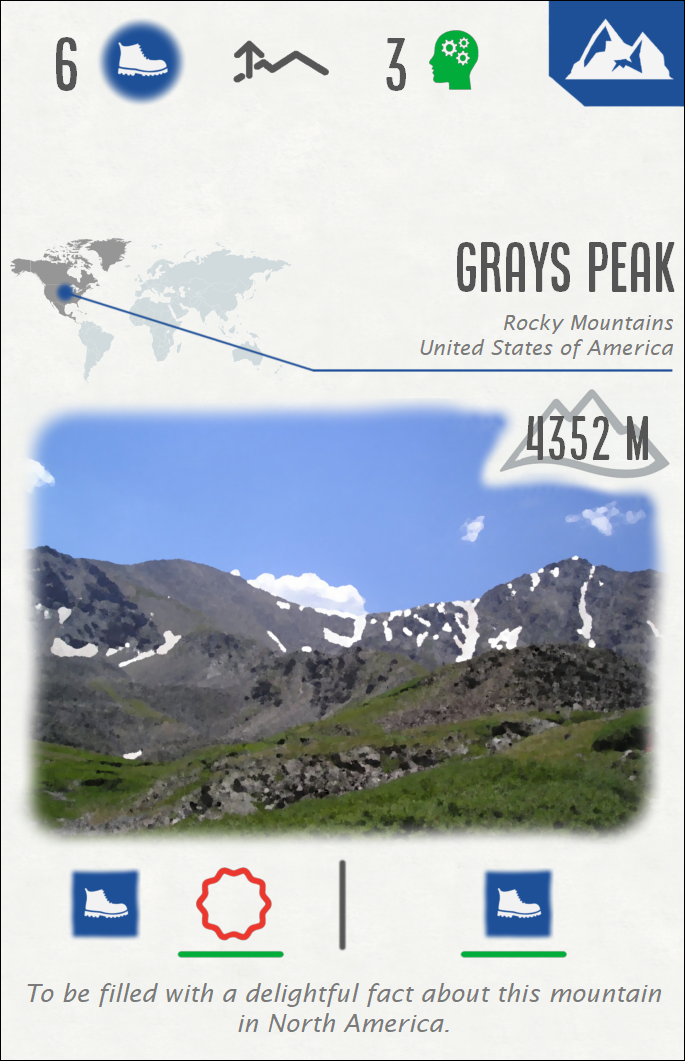 6
3
GRAYS PEAK
Rocky Mountains
United States of America
4352 M
To be filled with a delightful fact about this mountain
in North America.